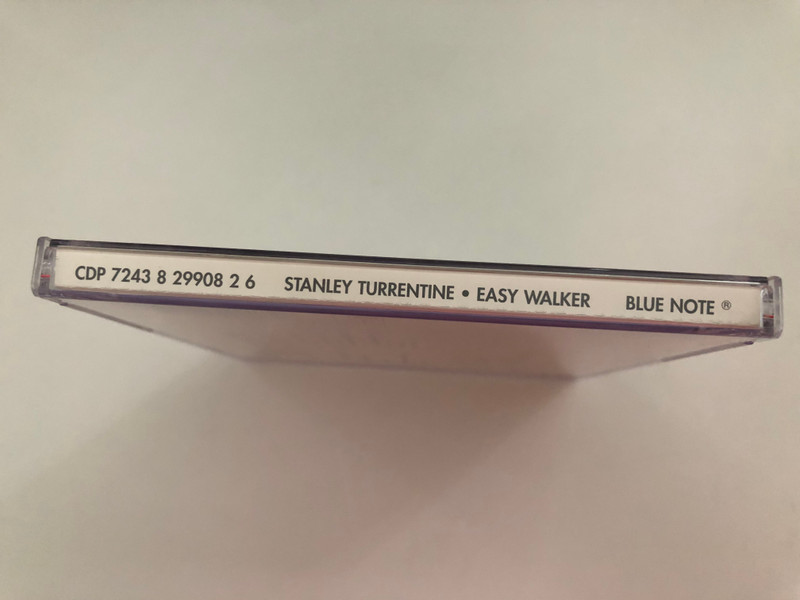 CDP 7243 8 29908 2 6 STANLEY TURRENTINE • EASY WALKER BLUE NOTE ®